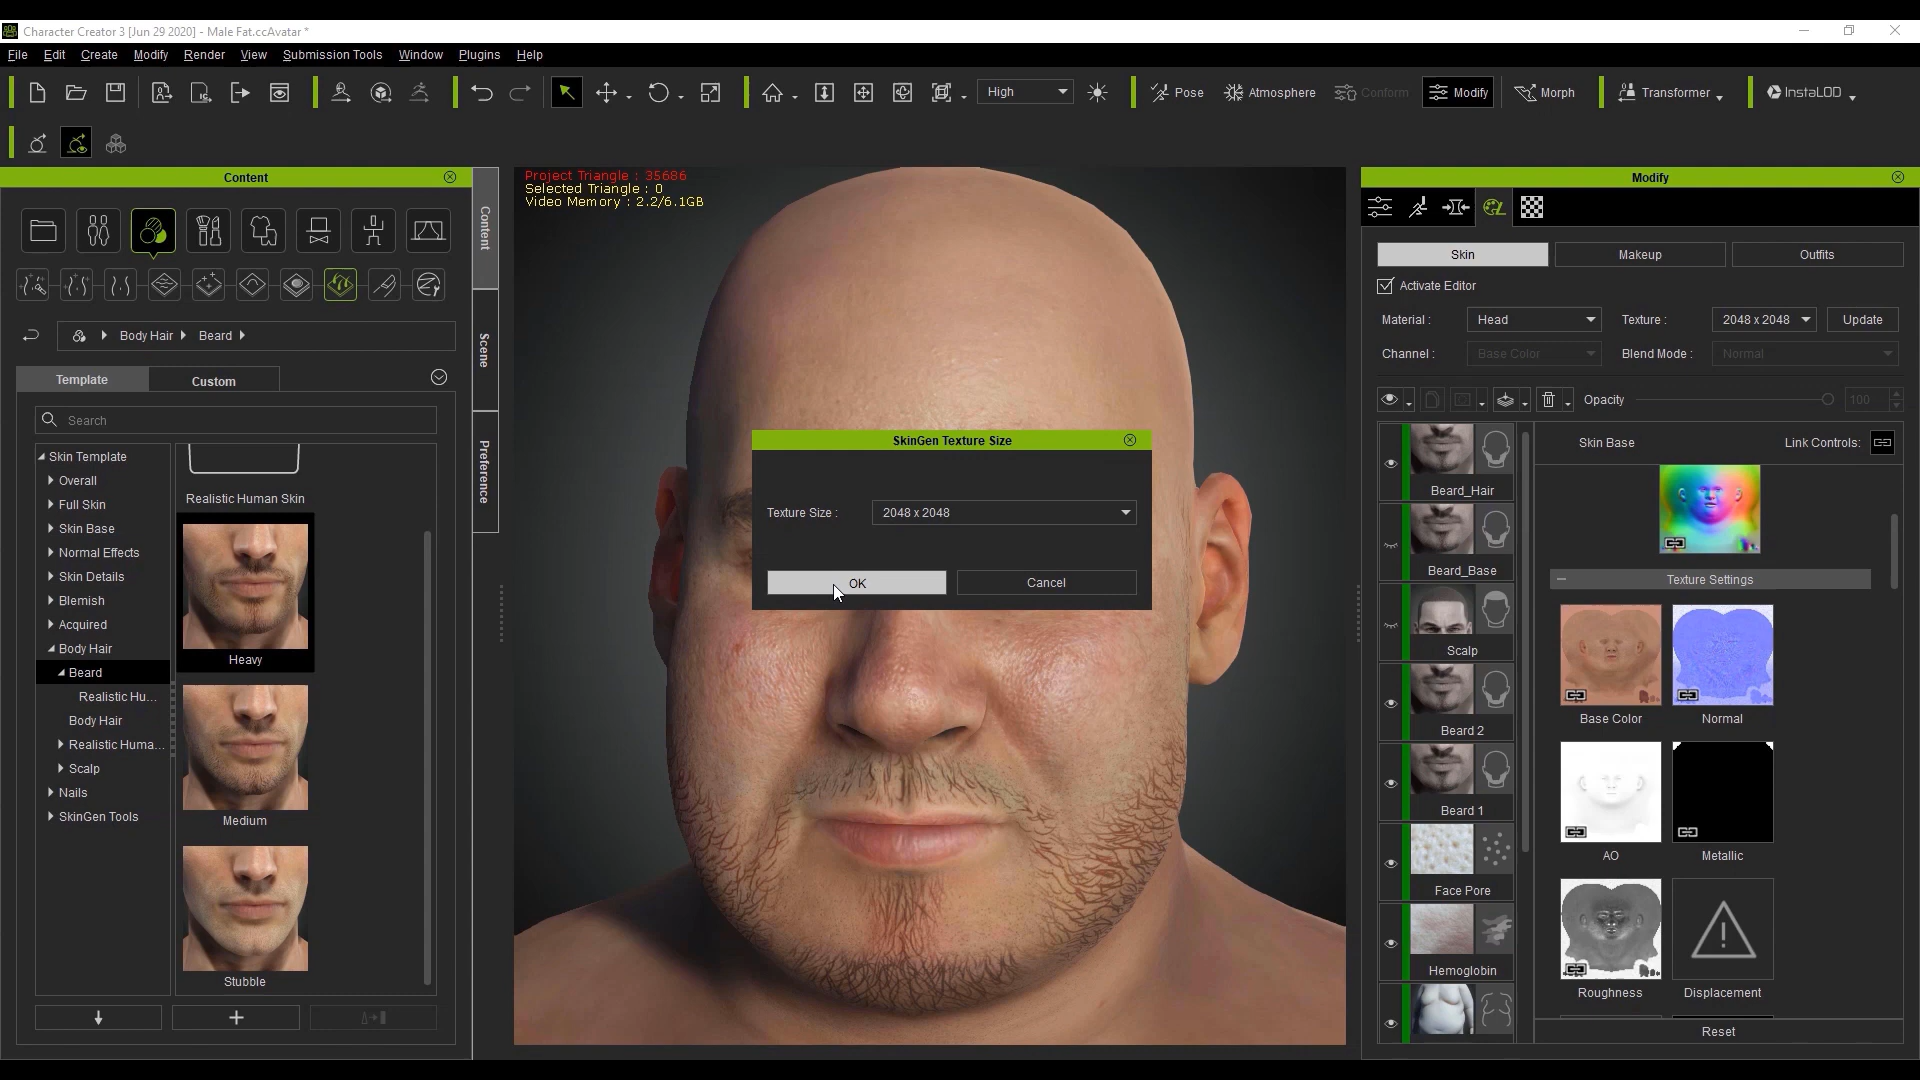 Character Creator 3 [Jun 29 2020] - Male Fat.ccAvatar *
File Edit Create Modify Render View Submission Tools Window Plugins Help
High Pose Atmosphere Conform Modify Morph Transformer InstaLOD
Content
Body Hair Beard
Template Custom
Search
Skin Template
Overall
Full Skin
Skin Base
Normal Effects
Skin Details
Blemish
Acquired
Body Hair
Beard
Realistic Hu...
Body Hair
Realistic Huma...
Scalp
Nails
SkinGen Tools
Realistic Human Skin
Heavy
Medium
Stubble
Content
Scene
Preference
Project Triangle : 35686
Selected Triangle : 0
Video Memory : 2.2/6.1GB
SkinGen Texture Size
Texture Size : 2048 x 2048
OK Cancel
Modify
Skin Makeup Outfits
Activate Editor
Material : Head Texture : 2048 x 2048 Update
Channel : Base Color Blend Mode : Normal
Opacity 100
Beard_Hair
Beard_Base
Scalp
Beard 2
Beard 1
Face Pore
Hemoglobin
Skin Base Link Controls:
Texture Settings
Base Color Normal
AO Metallic
Roughness Displacement
Reset